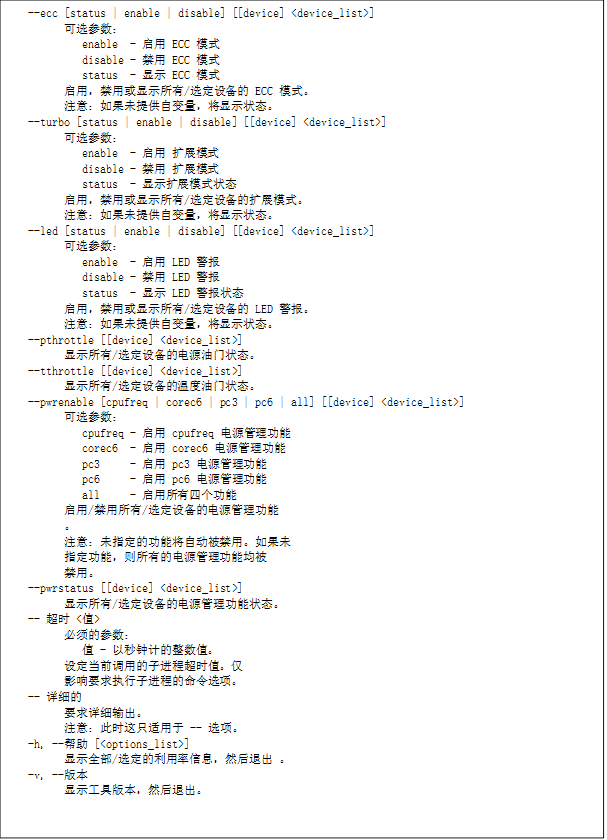 --ecc [status | enable | disable] [[device] <device_list>]
可选参数:
enable - 启用 ECC 模式
disable - 禁用 ECC 模式
status - 显示 ECC 模式
启用，禁用或显示所有/选定设备的 ECC 模式。
注意: 如果未提供自变量，将显示状态。
--turbo [status | enable | disable] [[device] <device_list>]
可选参数:
enable - 启用 扩展模式
disable - 禁用 扩展模式
status - 显示扩展模式状态
启用，禁用或显示所有/选定设备的扩展模式。
注意: 如果未提供自变量，将显示状态。
--led [status | enable | disable] [[device] <device_list>]
可选参数:
enable - 启用 LED 警报
disable - 禁用 LED 警报
status - 显示 LED 警报状态
启用，禁用或显示所有/选定设备的 LED 警报。
注意: 如果未提供自变量，将显示状态。
--pthrottle [[device] <device_list>]
显示所有/选定设备的电源油门状态。
--tthrottle [[device] <device_list>]
显示所有/选定设备的温度油门状态。
--pwrenable [cpufreq | corec6 | pc3 | pc6 | all] [[device] <device_list>]
可选参数:
cpufreq - 启用 cpufreq 电源管理功能
corec6 - 启用 corec6 电源管理功能
pc3 - 启用 pc3 电源管理功能
pc6 - 启用 pc6 电源管理功能
all - 启用所有四个功能
启用/禁用所有/选定设备的电源管理功能
。
注意: 未指定的功能将自动被禁用。如果未
指定功能，则所有的电源管理功能均被
禁用。
--pwrstatus [[device] <device_list>]
显示所有/选定设备的电源管理功能状态。
-- 超时 <值>
必须的参数:
值 - 以秒钟计的整数值。
设定当前调用的子进程超时值。仅
影响要求执行子进程的命令选项。
-- 详细的
要求详细输出。
注意: 此时这只适用于 -- 选项。
-h, --帮助 [<options_list>]
显示全部/选定的利用率信息，然后退出 。
-v, --版本
显示工具版本，然后退出。